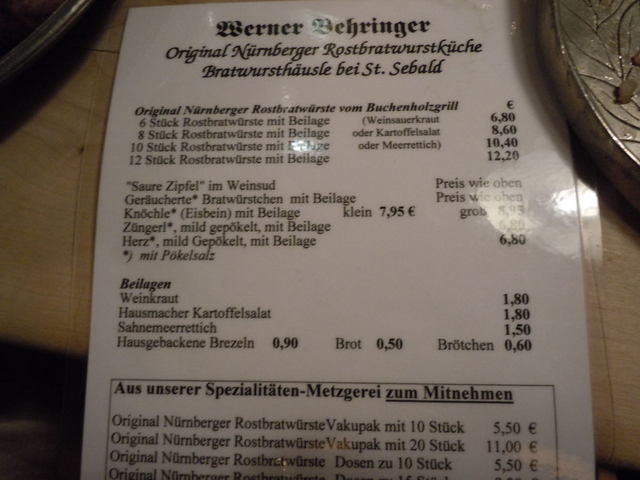 Werner Behringer
Original Nürnberger Rostbratwurstküche
Bratwursthäusle bei St. Sebald
Original Nürnberger Rostbratwürste vom Buchenholzgrill €
6 Stück Rostbratwürste mit Beilage (Weinsauerkraut 6,80
8 Stück Rostbratwürste mit Beilage oder Kartoffelsalat 8,60
10 Stück Rostbratwürste mit Beilage oder Meerrettich) 10,40
12 Stück Rostbratwürste mit Beilage 12,20
"Saure Zipfel" im Weinsud Preis wie oben
Geräucherte* Bratwürstchen mit Beilage Preis wie oben
Knöchle* (Eisbein) mit Beilage klein 7,95 € groß 8,95
Züngerl*, mild gepökelt, mit Beilage 6,80
Herz*, mild Gepökelt, mit Beilage 6,80
*) mit Pökelsalz
Beilagen
Weinkraut 1,80
Hausmacher Kartoffelsalat 1,80
Sahnemeerrettich 1,50
Hausgebackene Brezeln 0,90 Brot 0,50 Brötchen 0,60
Aus unserer Spezialitäten-Metzgerei zum Mitnehmen
Original Nürnberger Rostbratwürste Vakupak mit 10 Stück 5,50 €
Original Nürnberger Rostbratwürste Vakupak mit 20 Stück 11,00 €
Original Nürnberger Rostbratwürste Dosen zu 10 Stück 5,50 €